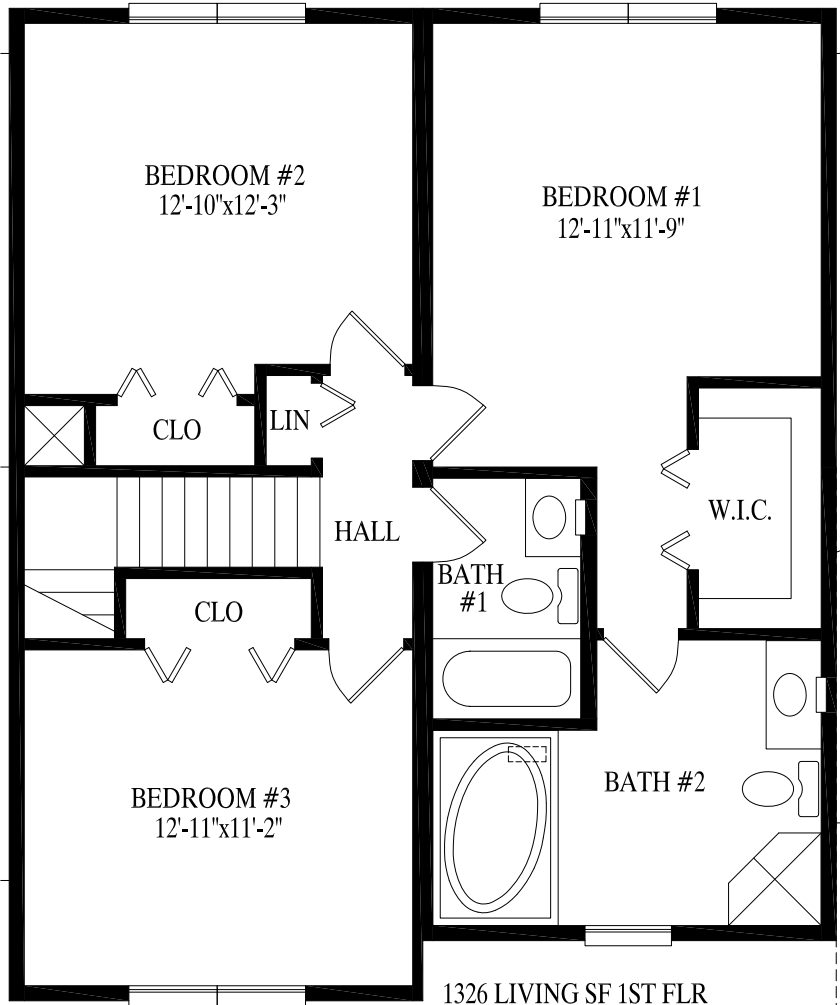 BEDROOM #2
12'-10"x12'-3"
BEDROOM #1
12'-11"x11'-9"
CLO
LIN
W.I.C.
HALL
BATH
#1
CLO
BATH #2
BEDROOM #3
12'-11"x11'-2"
1326 LIVING SF 1ST FLR